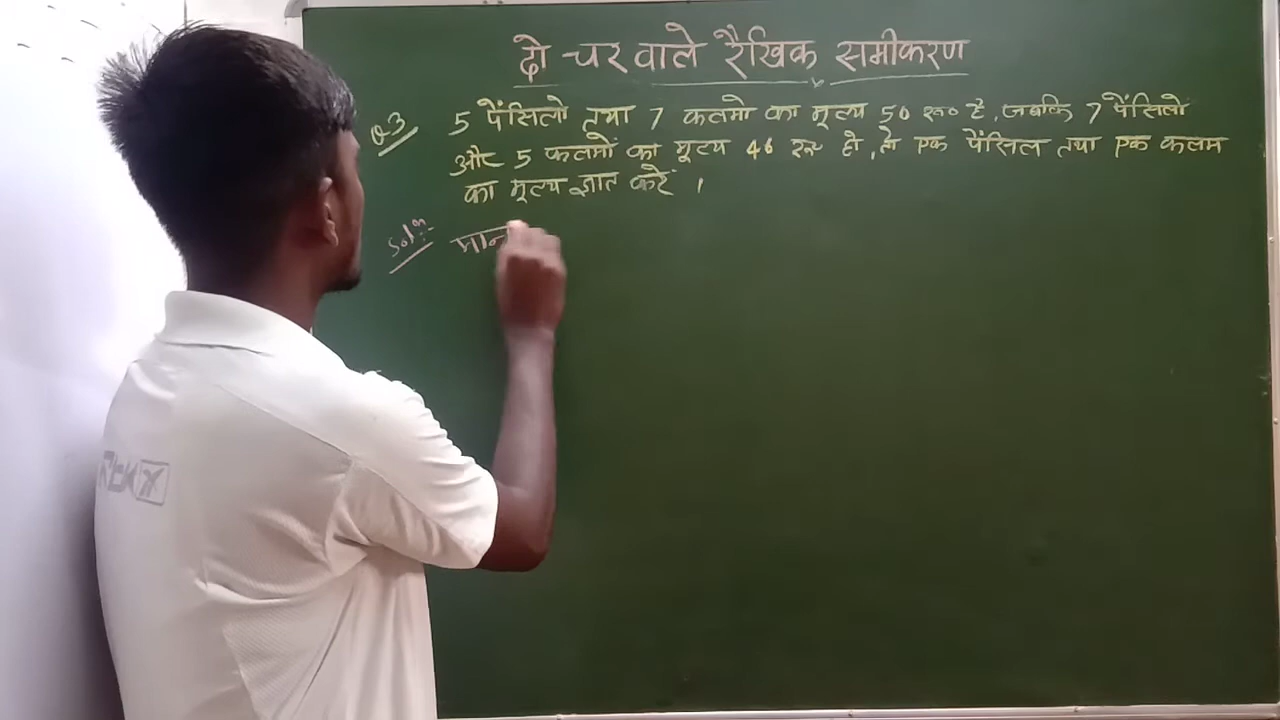 दो चर वाले रैखिक समीकरण
Q-3 5 पेंसिलो तथा 7 कलमो का मूल्य 50 रू० है, जबकि 7 पेंसिलो
और 5 कलमों का मूल्य 46 रू० हो, तो एक पेंसिल तथा एक कलम
का मूल्य ज्ञात करें ।
Solⁿ:- मान